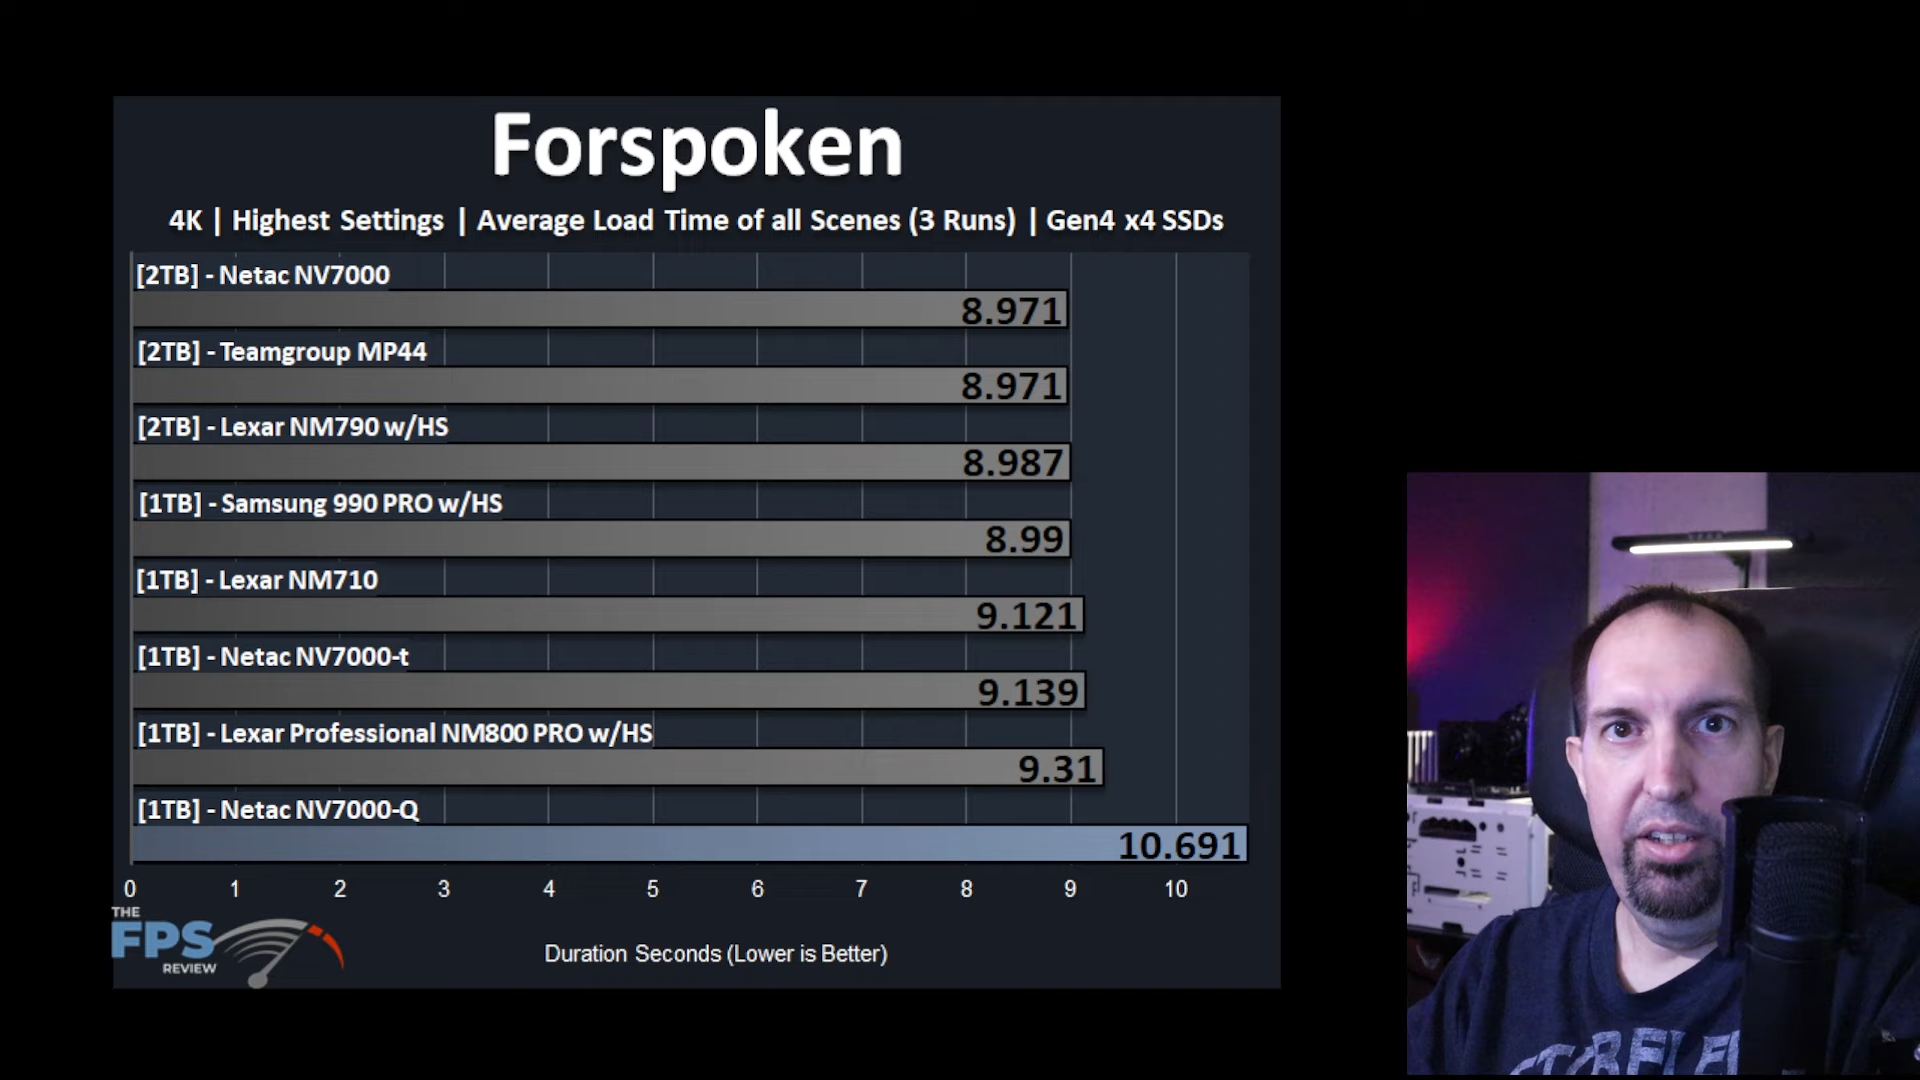 Forspoken
4K | Highest Settings | Average Load Time of all Scenes (3 Runs) | Gen4 x4 SSDs
[2TB] - Netac NV7000
8.971
[2TB] - Teamgroup MP44
8.971
[2TB] - Lexar NM790 w/HS
8.987
[1TB] - Samsung 990 PRO w/HS
8.99
[1TB] - Lexar NM710
9.121
[1TB] - Netac NV7000-t
9.139
[1TB] - Lexar Professional NM800 PRO w/HS
9.31
[1TB] - Netac NV7000-Q
10.691
0 1 2 3 4 5 6 7 8 9 10
THE
FPS
REVIEW
Duration Seconds (Lower is Better)